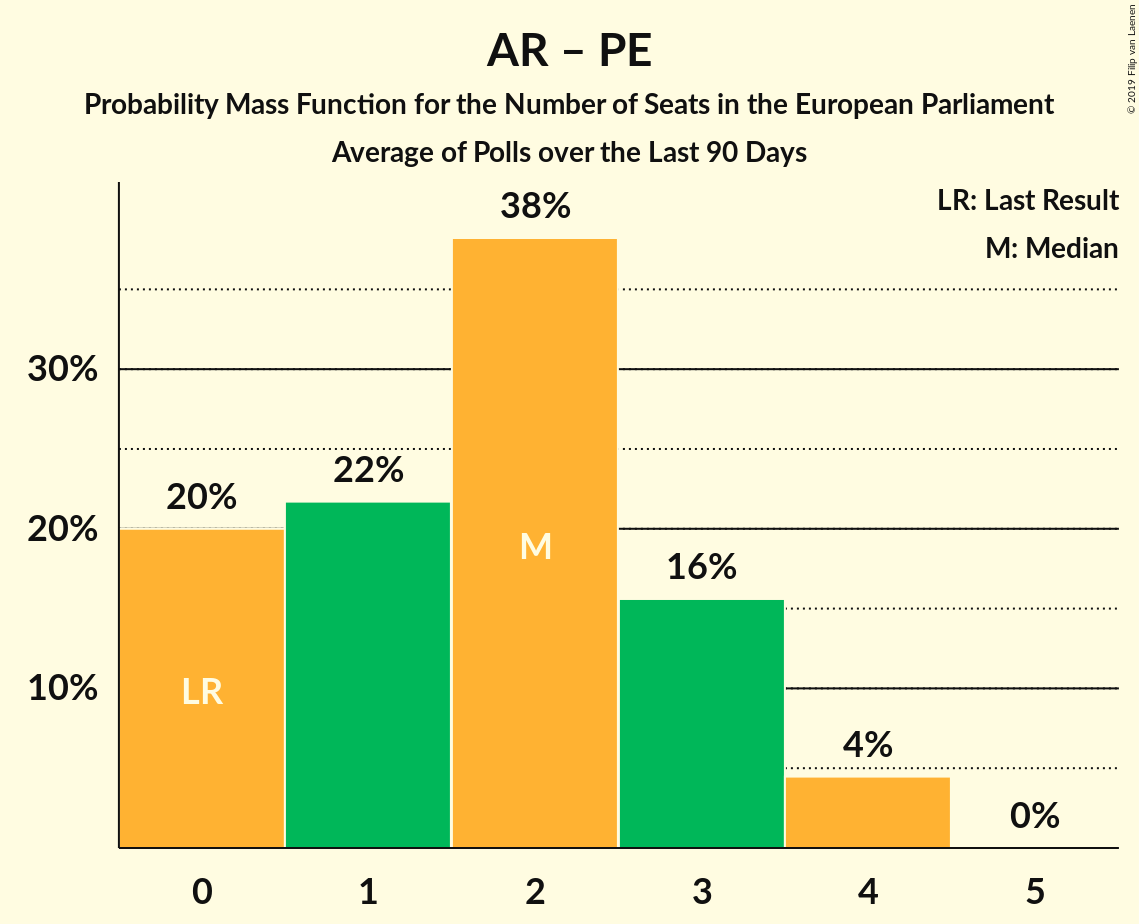 AR – PE
Probability Mass Function for the Number of Seats in the European Parliament
Average of Polls over the Last 90 Days
© 2019 Filip van Laenen
LR: Last Result
M: Median
38%
30%
22%
20%
20%
M
16%
LR
10%
4%
0%
0 1 2 3 4 5